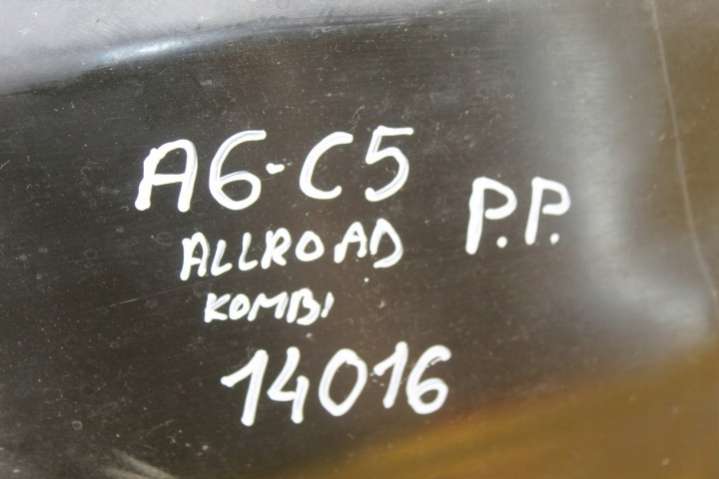 A6-C5
P.P.
ALLROAD
KOMBI
14016